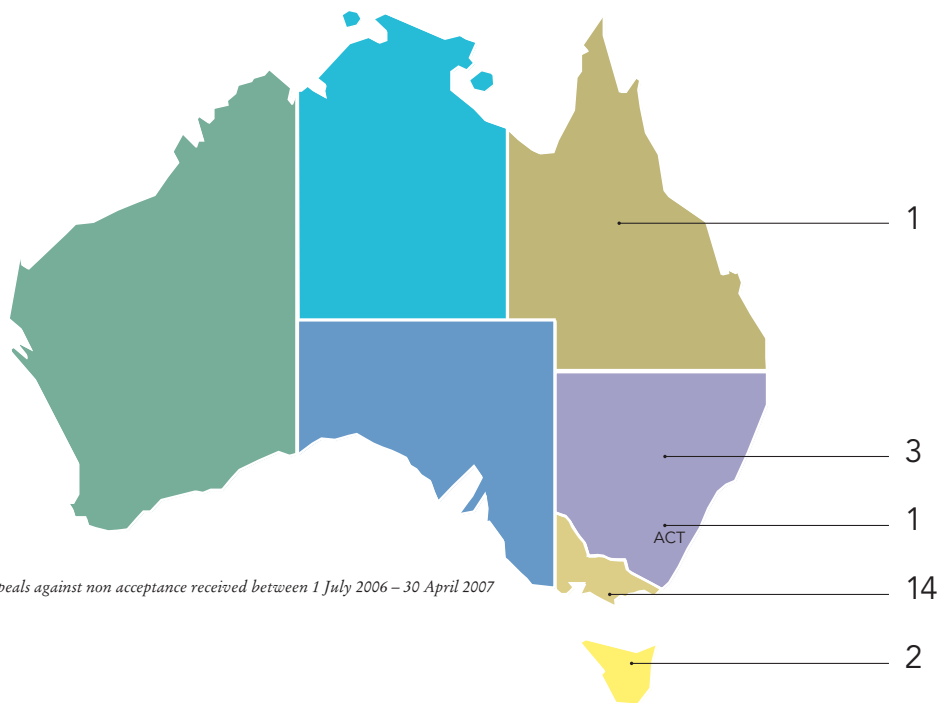 1
3
1
ACT
peals against non acceptance received between 1 July 2006 – 30 April 2007
14
2